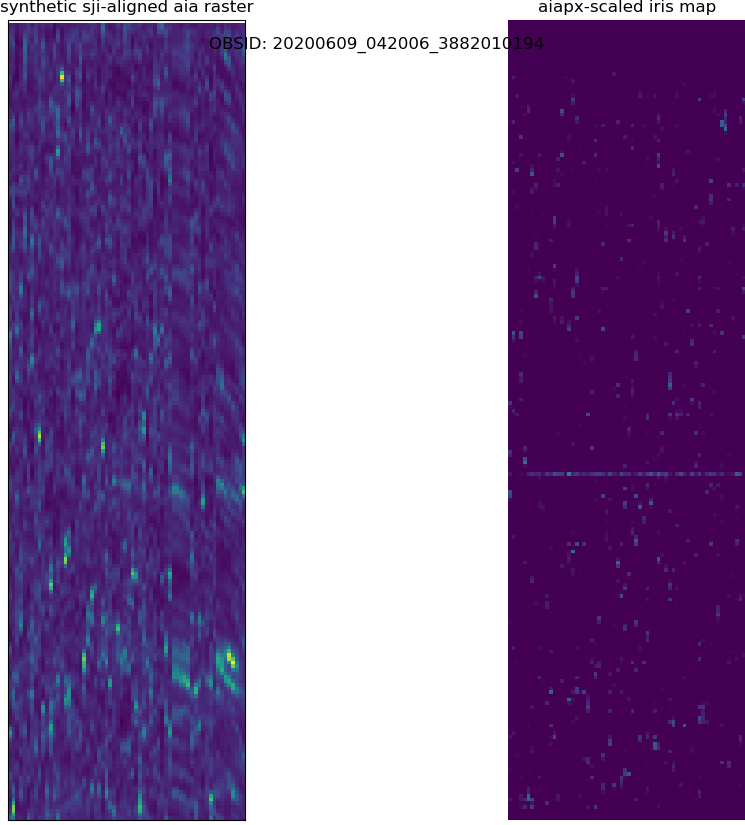 synthetic sji-aligned aia raster
aiapx-scaled iris map
OBSID: 20200609_042006_3882010194